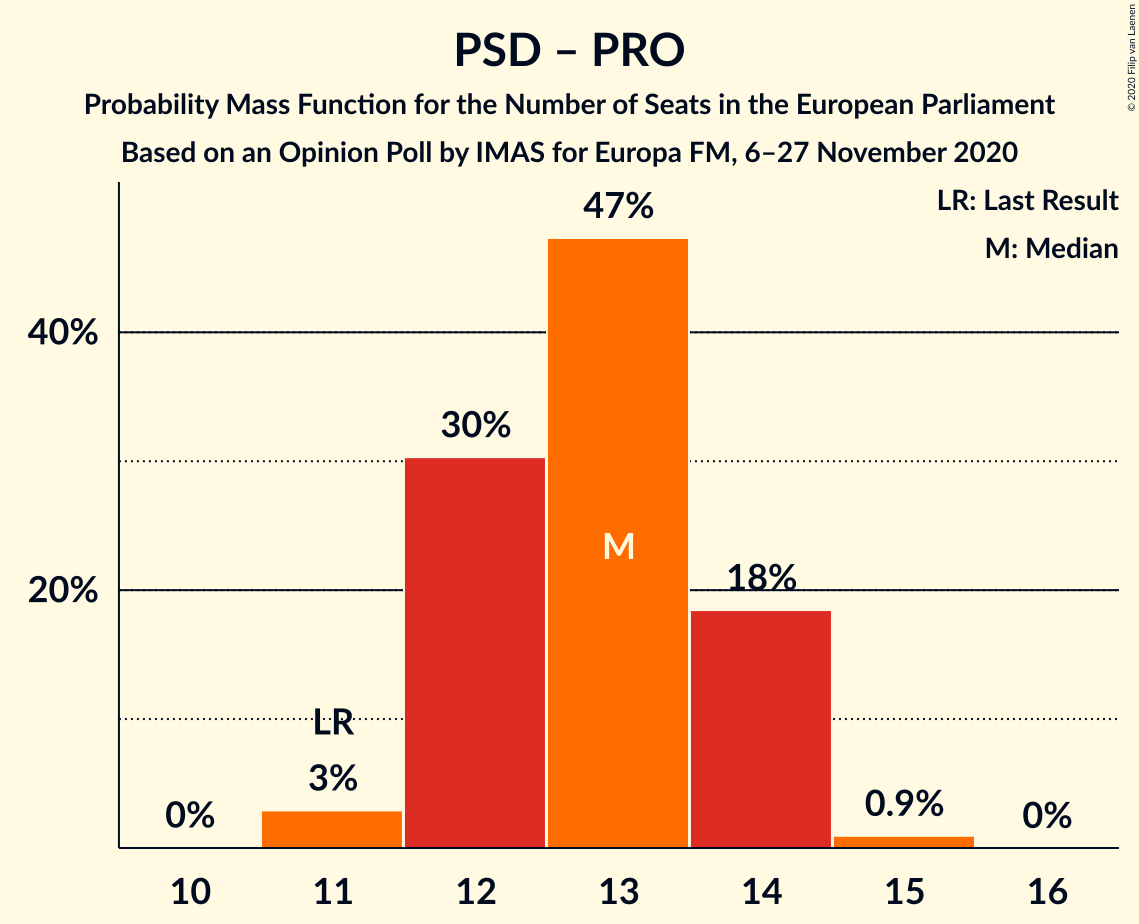 PSD – PRO
Probability Mass Function for the Number of Seats in the European Parliament
Based on an Opinion Poll by IMAS for Europa FM, 6–27 November 2020
© 2020 Filip van Laenen
LR: Last Result
M: Median
47%
40%
30%
M
20%
18%
LR
3%
0%
0.9%
0%
10 11 12 13 14 15 16